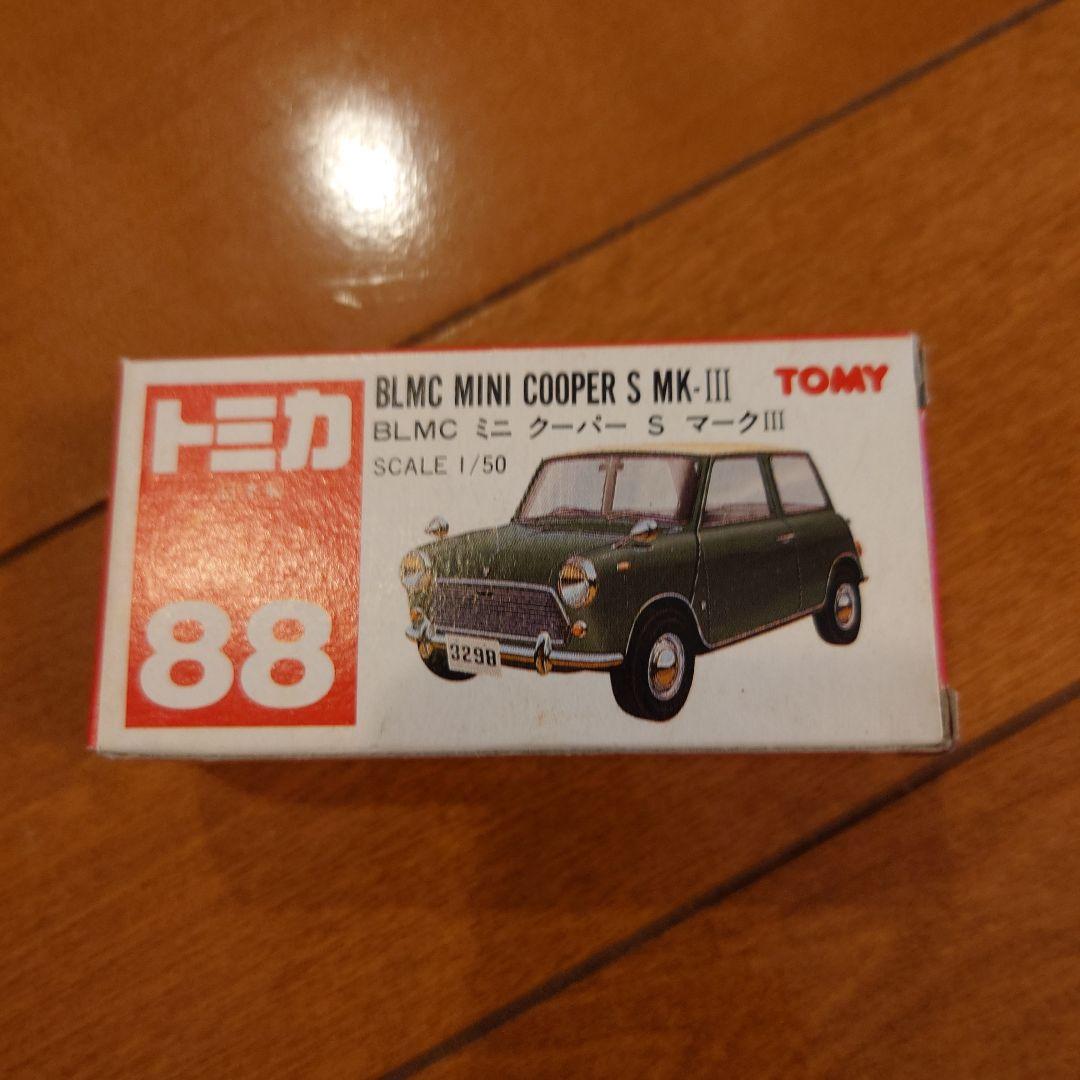 トミカ
88
BLMC MINI COOPER S MK-III
TOMY
BLMC ミニ クーパー S マークIII
SCALE 1/50
3298